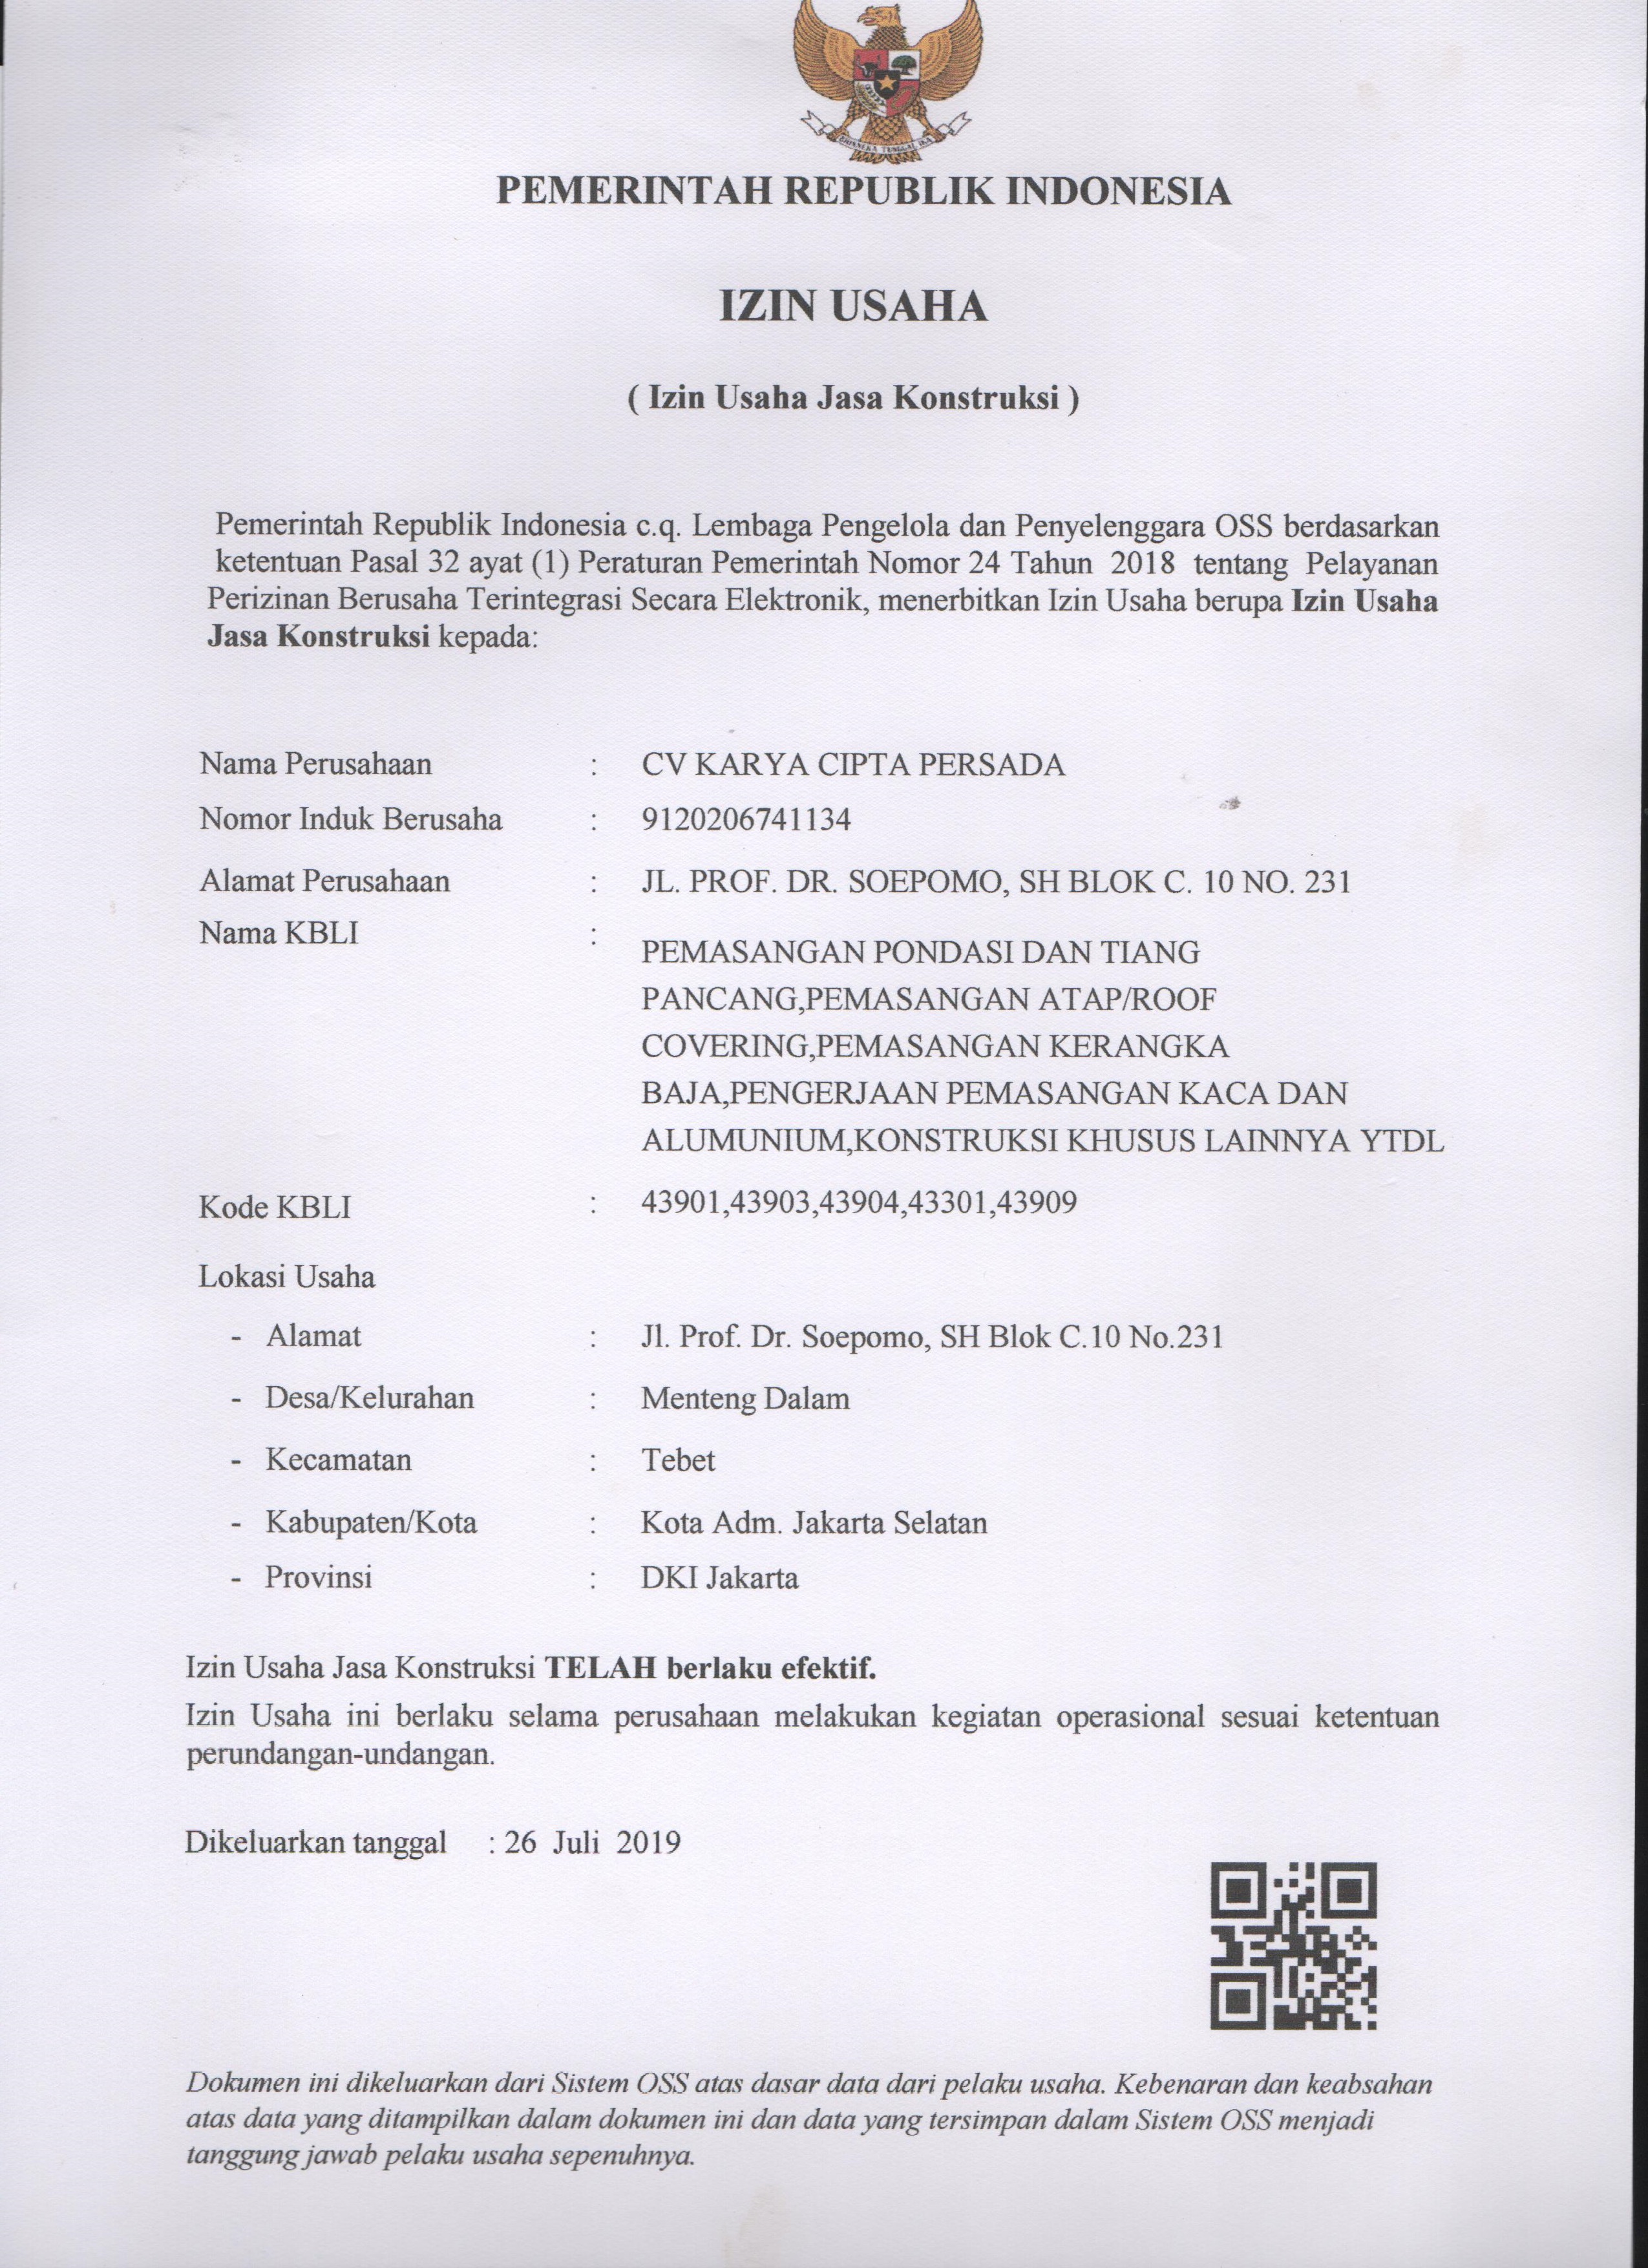 BHINNEKA TUNGGAL IKA
PEMERINTAH REPUBLIK INDONESIA
IZIN USAHA
( Izin Usaha Jasa Konstruksi )
Pemerintah Republik Indonesia c.q. Lembaga Pengelola dan Penyelenggara OSS berdasarkan
ketentuan Pasal 32 ayat (1) Peraturan Pemerintah Nomor 24 Tahun 2018 tentang Pelayanan
Perizinan Berusaha Terintegrasi Secara Elektronik, menerbitkan Izin Usaha berupa Izin Usaha
Jasa Konstruksi kepada:
Nama Perusahaan : CV KARYA CIPTA PERSADA
Nomor Induk Berusaha : 9120206741134
Alamat Perusahaan : JL. PROF. DR. SOEPOMO, SH BLOK C. 10 NO. 231
Nama KBLI :
PEMASANGAN PONDASI DAN TIANG
PANCANG,PEMASANGAN ATAP/ROOF
COVERING,PEMASANGAN KERANGKA
BAJA,PENGERJAAN PEMASANGAN KACA DAN
ALUMUNIUM,KONSTRUKSI KHUSUS LAINNYA YTDL
Kode KBLI : 43901,43903,43904,43301,43909
Lokasi Usaha
- Alamat : Jl. Prof. Dr. Soepomo, SH Blok C.10 No.231
- Desa/Kelurahan : Menteng Dalam
- Kecamatan : Tebet
- Kabupaten/Kota : Kota Adm. Jakarta Selatan
- Provinsi : DKI Jakarta
Izin Usaha Jasa Konstruksi TELAH berlaku efektif.
Izin Usaha ini berlaku selama perusahaan melakukan kegiatan operasional sesuai ketentuan
perundangan-undangan.
Dikeluarkan tanggal : 26 Juli 2019
Dokumen ini dikeluarkan dari Sistem OSS atas dasar data dari pelaku usaha. Kebenaran dan keabsahan
atas data yang ditampilkan dalam dokumen ini dan data yang tersimpan dalam Sistem OSS menjadi
tanggung jawab pelaku usaha sepenuhnya.